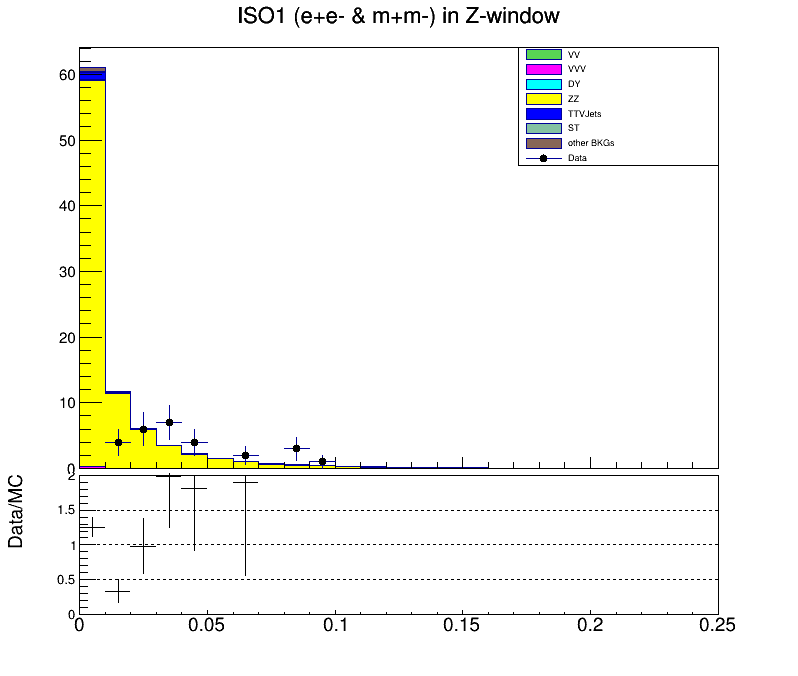 ISO1 (e+e- & m+m-) in Z-window
60
50
40
30
20
10
0
VV
VVV
DY
ZZ
TTVJets
ST
other BKGs
Data
Data/MC
2
1.5
1
0.5
0
0 0.05 0.1 0.15 0.2 0.25